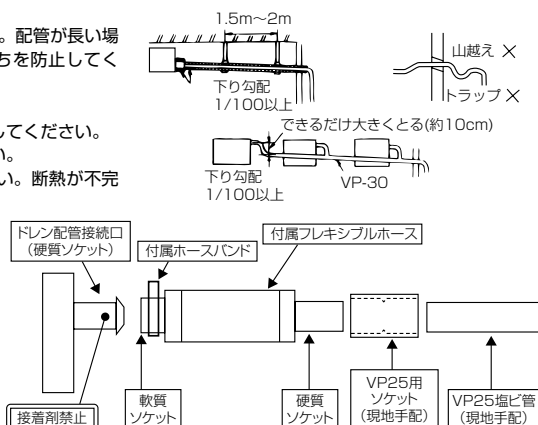 。配管が長い場
ちを防止してく
してください。
い。
い。断熱が不完
1.5m～2m
下り勾配
1/100以上
山越え ×
トラップ ×
できるだけ大きくとる(約10cm)
下り勾配
1/100以上
VP-30
ドレン配管接続口
(硬質ソケット)
付属ホースバンド
付属フレキシブルホース
接着剤禁止
軟質
ソケット
硬質
ソケット
VP25用
ソケット
(現地手配)
VP25塩ビ管
(現地手配)